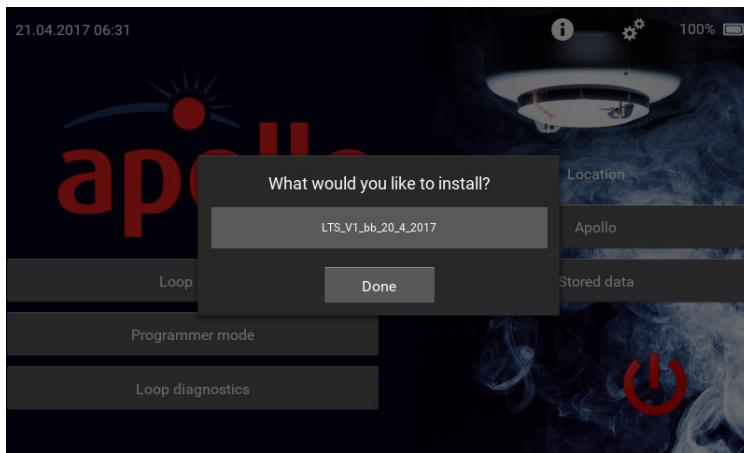 21.04.2017 06:31
100%
What would you like to install?
LTS_V1_bb_20_4_2017
Done
Location
Apollo
Loop
Stored data
Programmer mode
Loop diagnostics